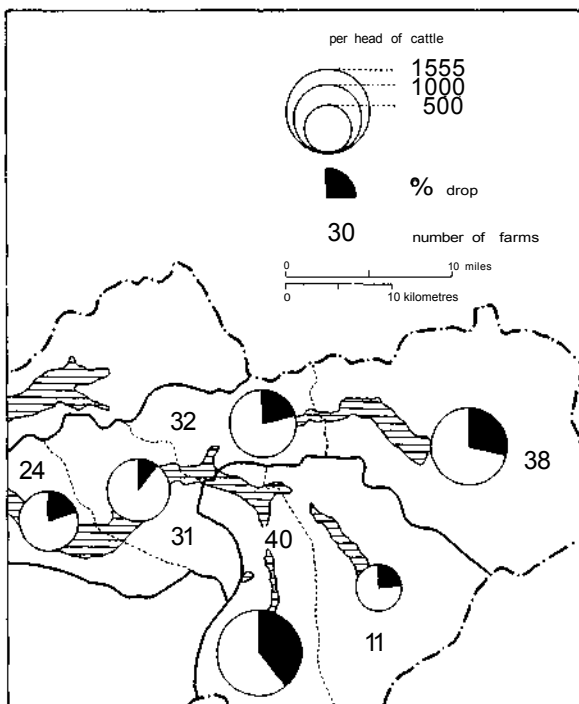 per head of cattle
1555
1000
500
% drop
30 number of farms
0 10 miles
0 10 kilometres
32
38
24
31
40
11